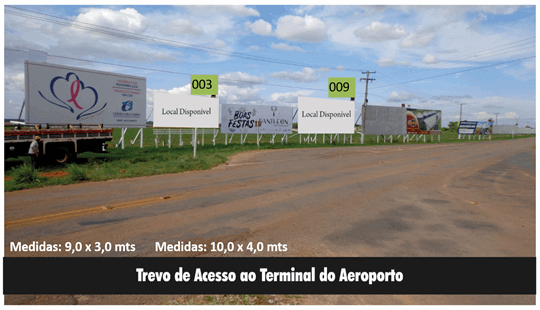 003
009
Local Disponível
Local Disponível
BOAS
FESTAS
Medidas: 9,0 x 3,0 mts
Medidas: 10,0 x 4,0 mts
Trevo de Acesso ao Terminal do Aeroporto